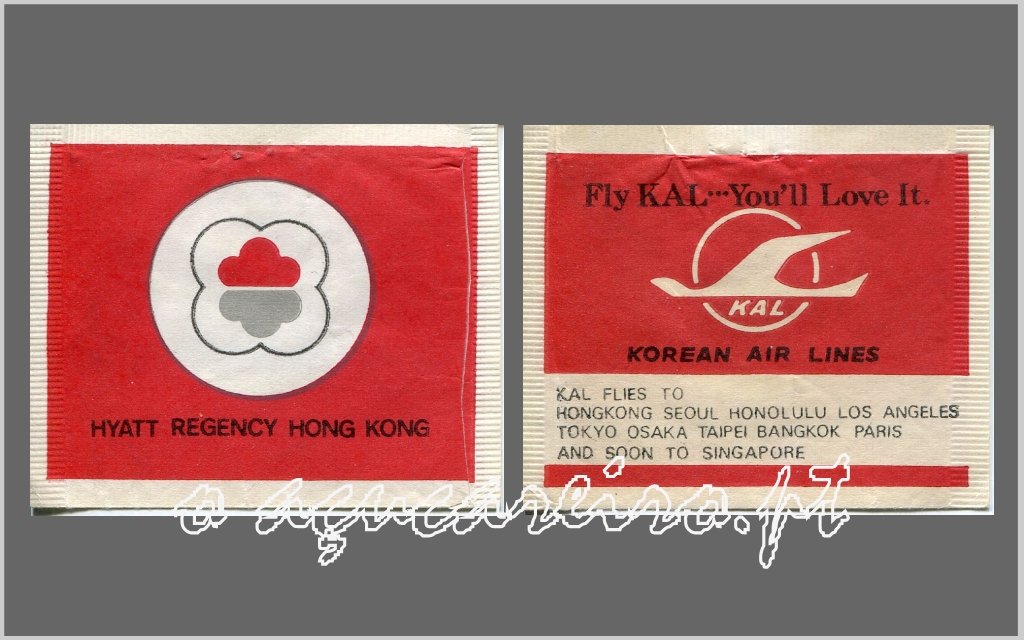 HYATT REGENCY HONG KONG
Fly KAL···You'll Love It.
KAL
KOREAN AIR LINES
KAL FLIES TO
HONGKONG SEOUL HONOLULU LOS ANGELES
TOKYO OSAKA TAIPEI BANGKOK PARIS
AND SOON TO SINGAPORE
o açucareiro.pt